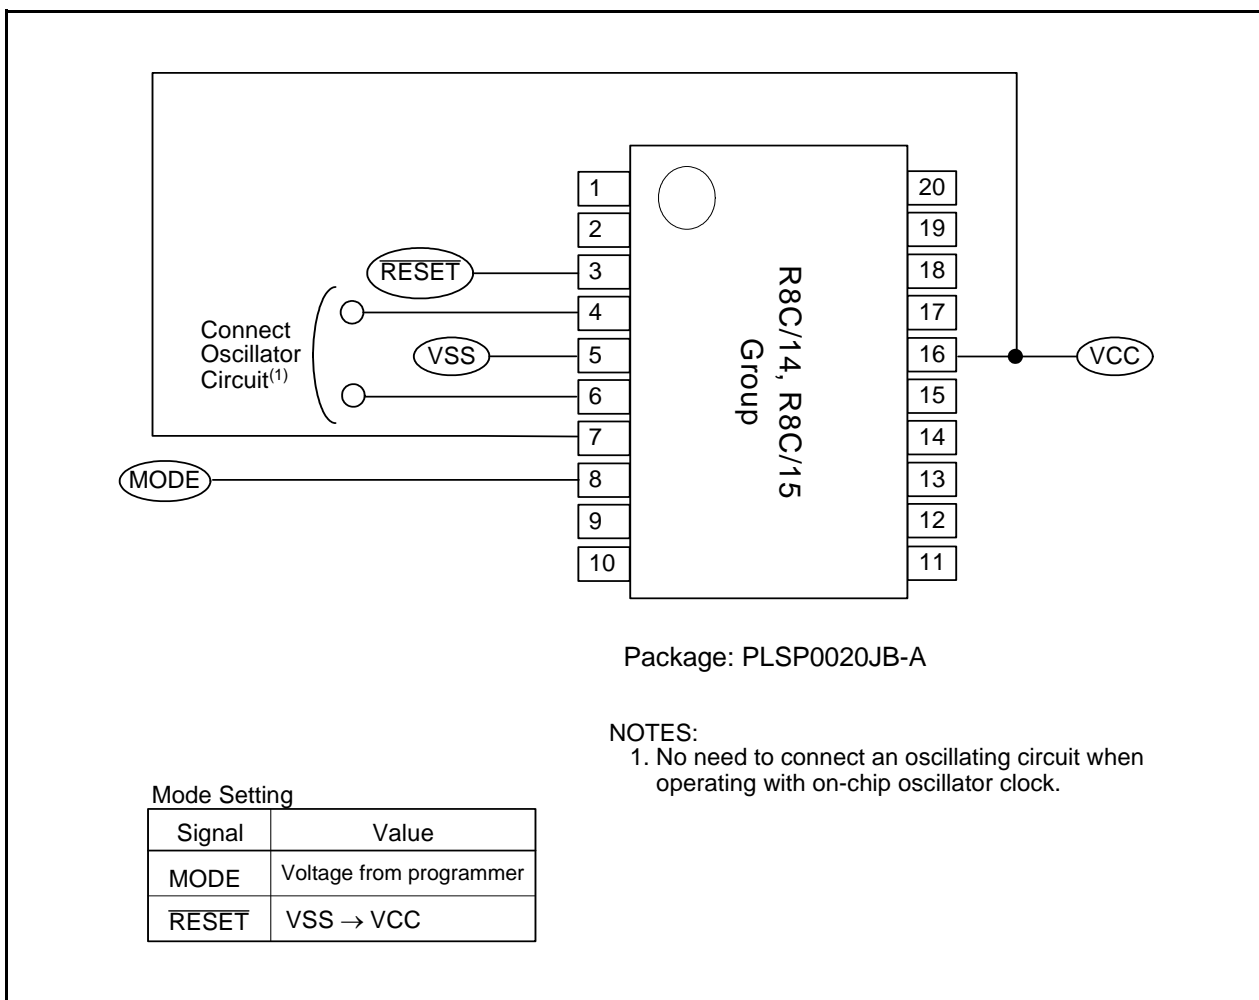 1
2
3
4
5
6
7
8
9
10
20
19
18
17
16
15
14
13
12
11
RESET
Connect
Oscillator
Circuit(1)
VSS
MODE
VCC
R8C/14, R8C/15
Group
Package: PLSP0020JB-A
NOTES:
1. No need to connect an oscillating circuit when
operating with on-chip oscillator clock.
Mode Setting
Signal Value
MODE Voltage from programmer
RESET VSS → VCC